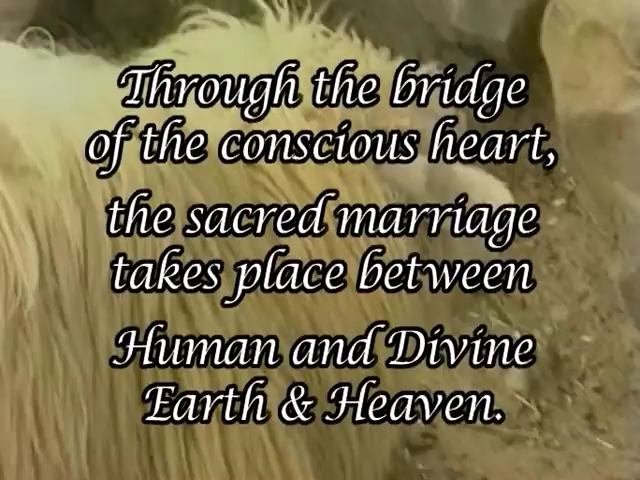 Through the bridge
of the conscious heart,
the sacred marriage
takes place between
Human and Divine
Earth & Heaven.